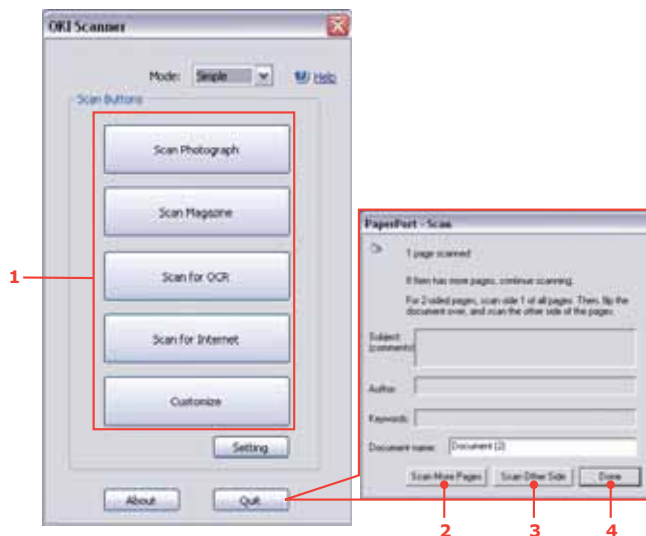 OKI Scanner
Mode: Simple Help
Scan Buttons
Scan Photograph
Scan Magazine
1
Scan for OCR
Scan for Internet
Customize
Setting
About Quit
PaperPort - Scan
1 page scanned
If item has more pages, continue scanning.
For 2-sided pages, scan side 1 of all pages. Then, flip the
document over, and scan the other side of the pages.
Subject
(comments)
Author:
Keywords:
Document name: Document (2)
Scan More Pages Scan Other Side Done
2 3 4